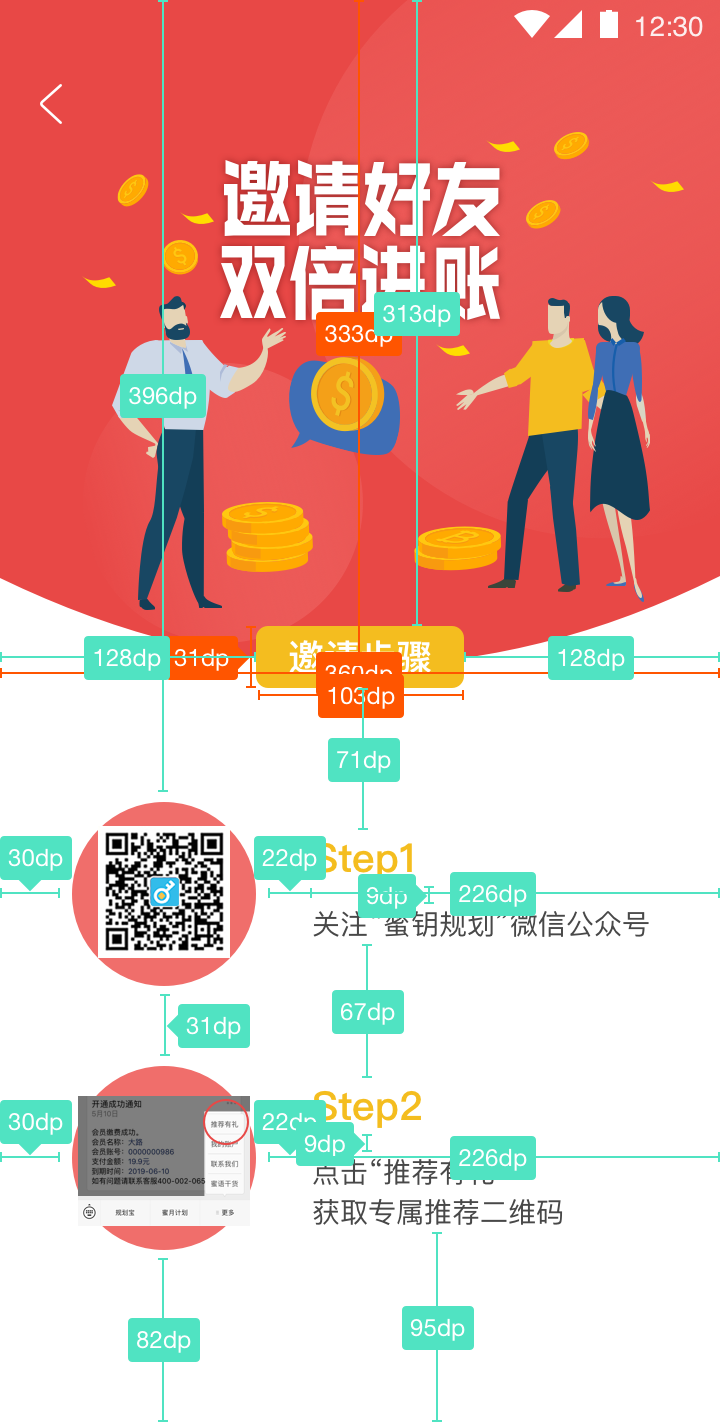 12:30
邀请好友
双倍进账
333dp
313dp
396dp
128dp
31dp
邀请步骤
360dp
128dp
103dp
71dp
30dp
22dp
Step1
9dp
226dp
关注“蜜钥规划”微信公众号
31dp
67dp
30dp
22dp
Step2
9dp
226dp
点击“推荐有礼”
获取专属推荐二维码
开通成功通知
5月10日
会员缴费成功。
会员名称：大路
会员账号：0000000986
支付金额：19.9元
到期时间：2019-06-10
如有问题请联系客服400-002-065
推荐有礼
我的账户
联系我们
蜜语干货
规划宝
蜜月计划
更多
82dp
95dp